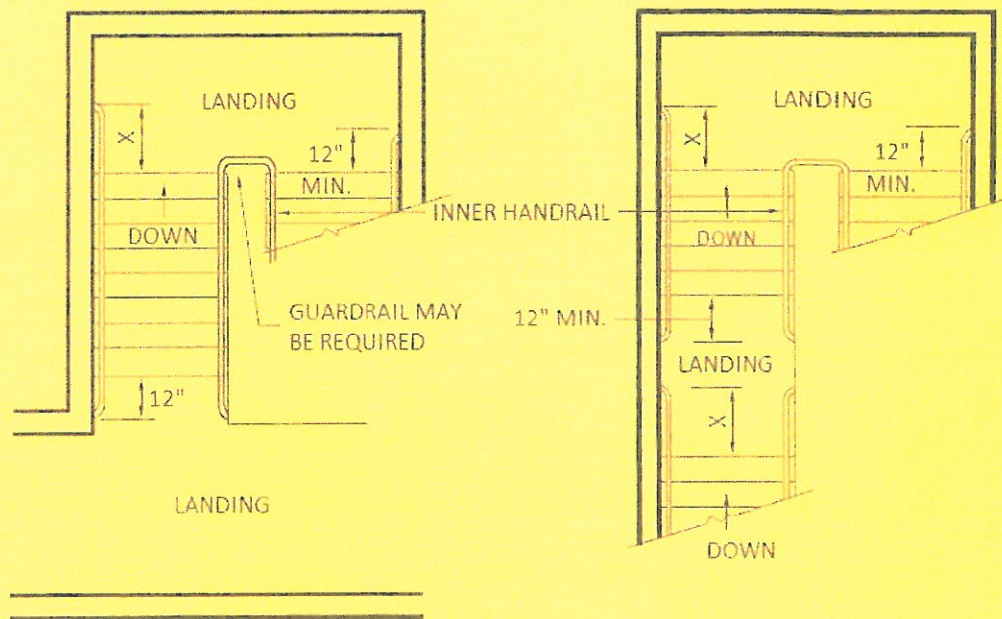 LANDING
X
12"
MIN.
DOWN
INNER HANDRAIL
GUARDRAIL MAY
BE REQUIRED
12"
LANDING
LANDING
X
12"
MIN.
DOWN
12" MIN.
LANDING
X
DOWN